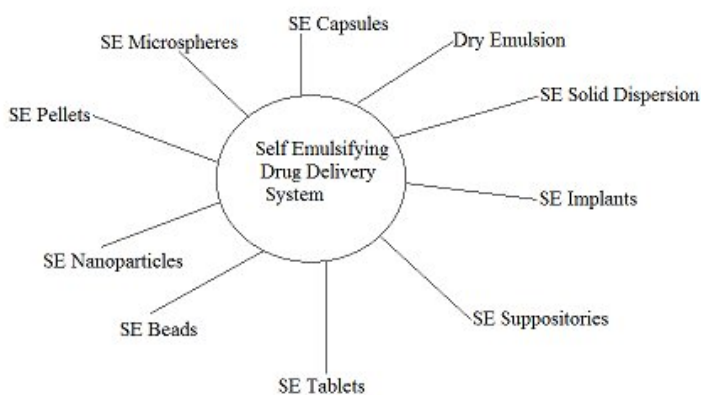 SE Capsules
Dry Emulsion
SE Microspheres
SE Solid Dispersion
SE Pellets
Self Emulsifying
Drug Delivery
System
SE Implants
SE Nanoparticles
SE Suppositories
SE Beads
SE Tablets